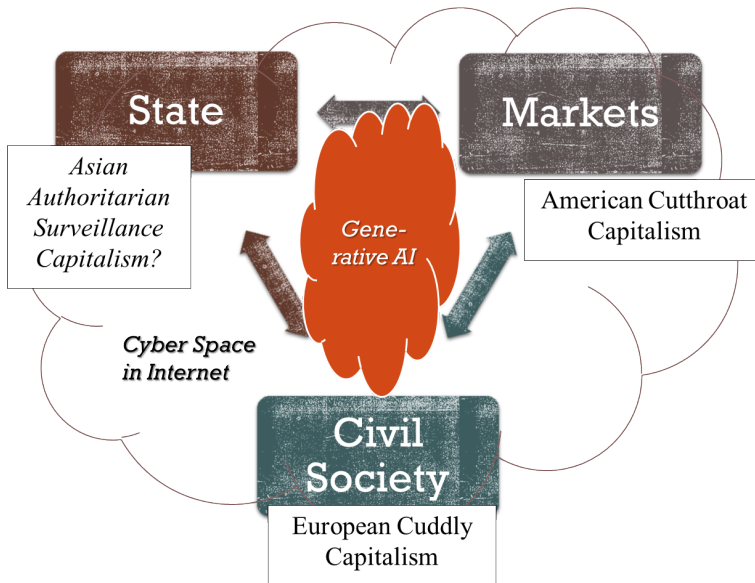 State
Markets
Asian
Authoritarian
Surveillance
Capitalism?
American Cutthroat
Capitalism
Gene-
rative AI
Cyber Space
in Internet
Civil
Society
European Cuddly
Capitalism